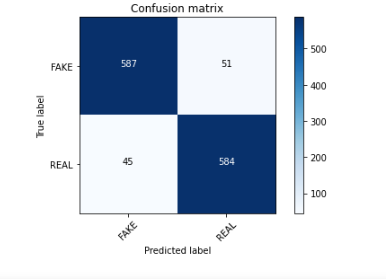 Confusion matrix
FAKE
587
51
REAL
45
584
True label
FAKE
REAL
Predicted label
500
400
300
200
100